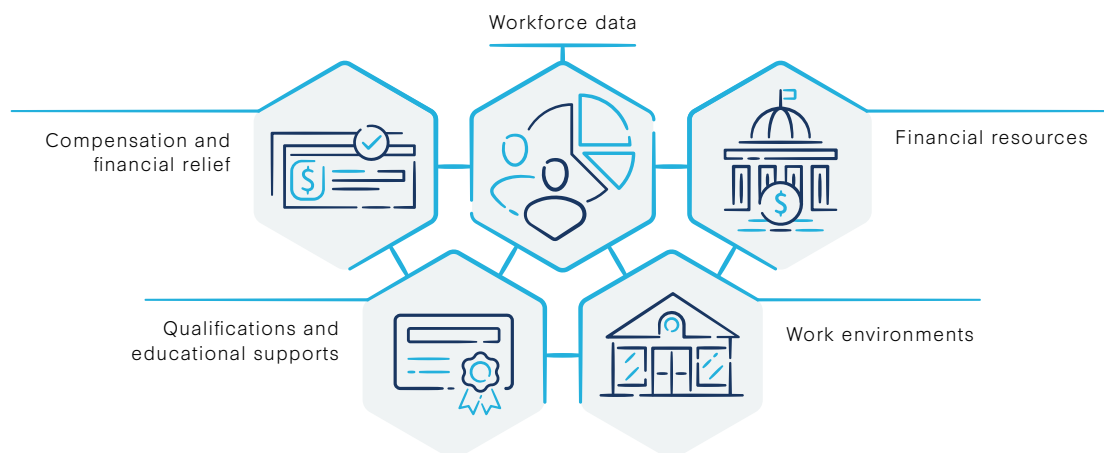 Workforce data
Compensation and
financial relief
$
Financial resources
$
Qualifications and
educational supports
Work environments